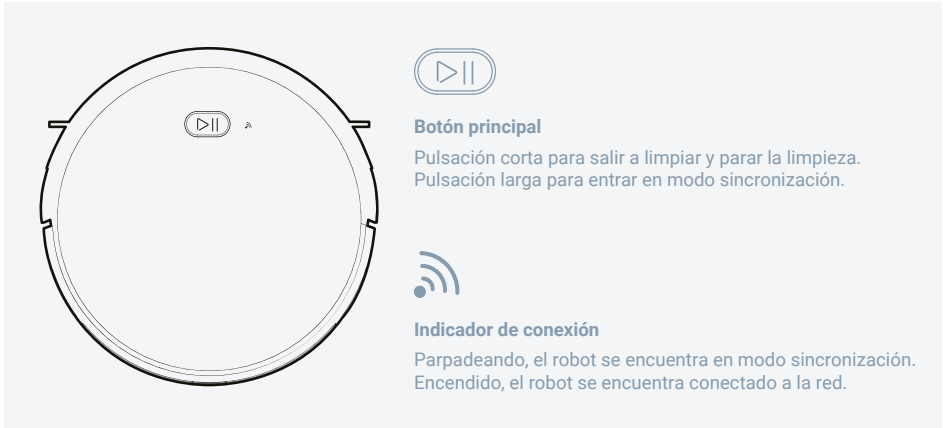 Botón principal
Pulsación corta para salir a limpiar y parar la limpieza.
Pulsación larga para entrar en modo sincronización.
Indicador de conexión
Parpadeando, el robot se encuentra en modo sincronización.
Encendido, el robot se encuentra conectado a la red.